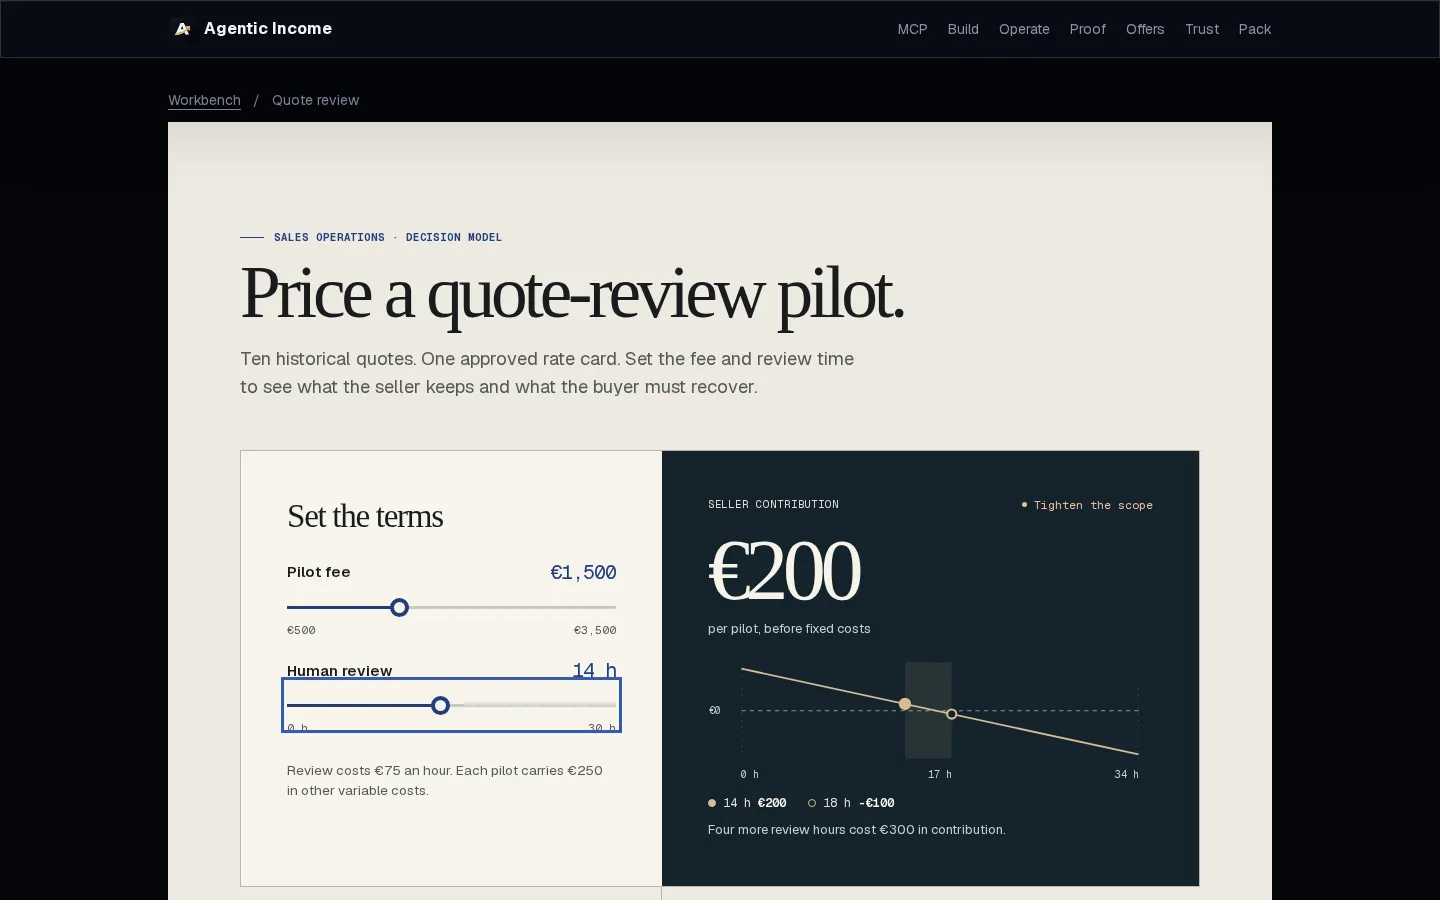 Agentic Income
MCP Build Operate Proof Offers Trust Pack
Workbench / Quote review
SALES OPERATIONS · DECISION MODEL
Price a quote-review pilot.
Ten historical quotes. One approved rate card. Set the fee and review time
to see what the seller keeps and what the buyer must recover.
Set the terms
Pilot fee €1,500
€500 €3,500
Human review 14 h
0 h 30 h
Review costs €75 an hour. Each pilot carries €250
in other variable costs.
SELLER CONTRIBUTION
Tighten the scope
€200
per pilot, before fixed costs
€0
0 h 17 h 34 h
14 h €200 18 h -€100
Four more review hours cost €300 in contribution.